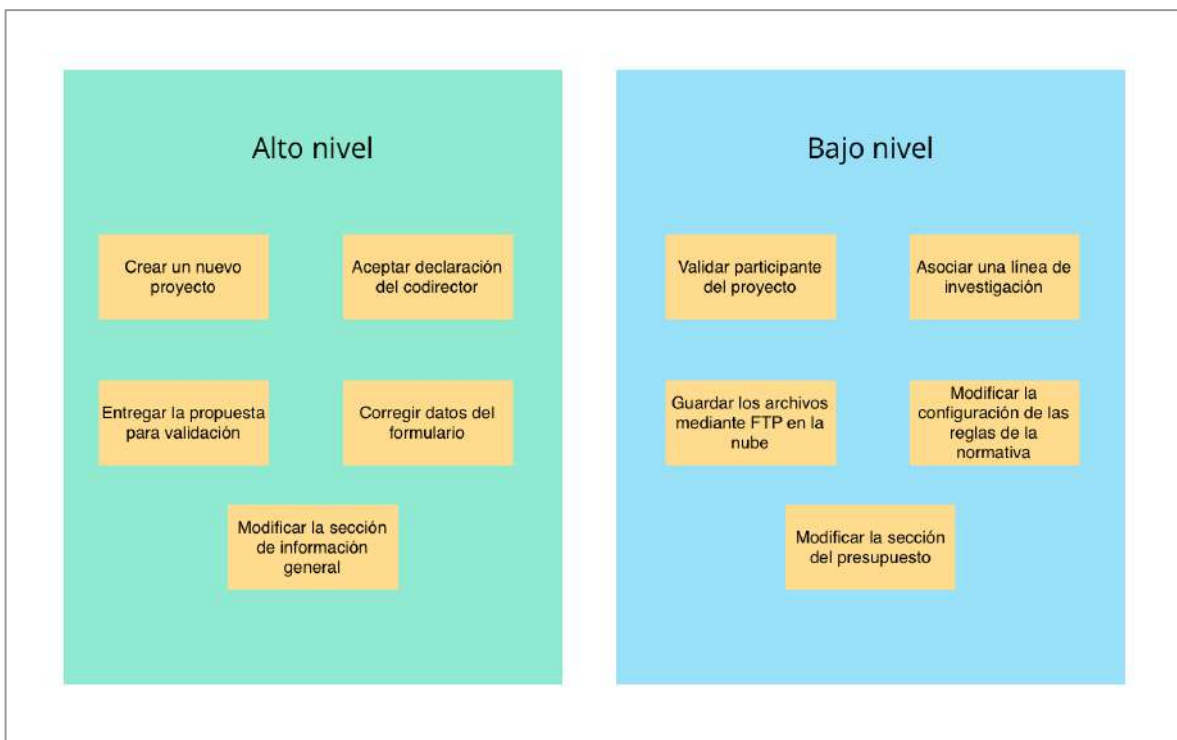 Alto nivel
Crear un nuevo
proyecto
Aceptar declaración
del codirector
Entregar la propuesta
para validación
Corregir datos del
formulario
Modificar la sección
de información
general
Bajo nivel
Validar participante
del proyecto
Asociar una línea de
investigación
Guardar los archivos
mediante FTP en la
nube
Modificar la
configuración de las
reglas de la
normativa
Modificar la sección
del presupuesto